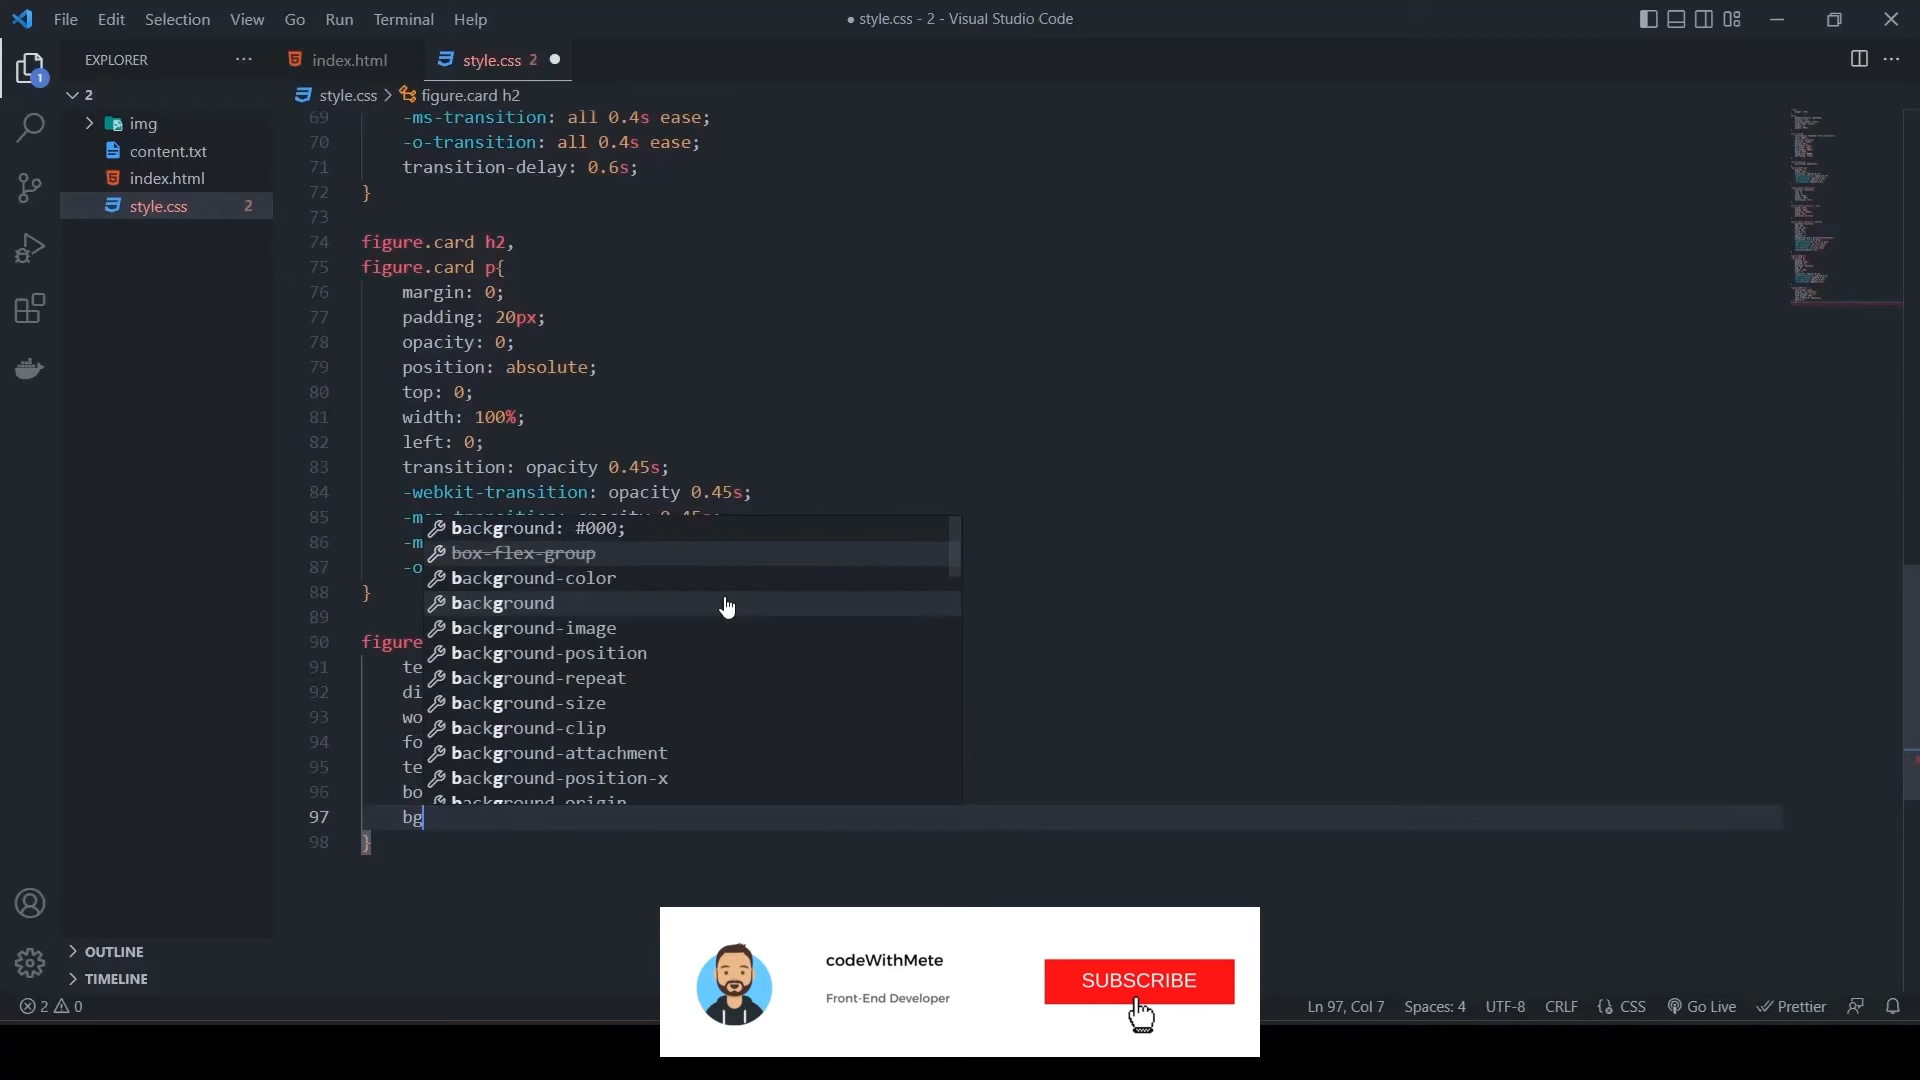 File Edit Selection View Go Run Terminal Help
● style.css - 2 - Visual Studio Code
EXPLORER
index.html
style.css 2
1
2
img
content.txt
index.html
style.css 2
style.css > figure.card h2
69 -ms-transition: all 0.4s ease;
70 -o-transition: all 0.4s ease;
71 transition-delay: 0.6s;
72 }
73
74 figure.card h2,
75 figure.card p{
76 margin: 0;
77 padding: 20px;
78 opacity: 0;
79 position: absolute;
80 top: 0;
81 width: 100%;
82 left: 0;
83 transition: opacity 0.45s;
84 -webkit-transition: opacity 0.45s;
85 -m
86 -m
87 -o
88 }
89
90 figure
91 te
92 di
93 wo
94 fo
95 te
96 bo
97 bg
98 }
background: #000;
box-flex-group
background-color
background
background-image
background-position
background-repeat
background-size
background-clip
background-attachment
background-position-x
background-origin
OUTLINE
TIMELINE
codeWithMete
Front-End Developer
SUBSCRIBE
2 0
Ln 97, Col 7 Spaces: 4 UTF-8 CRLF {} CSS Go Live Prettier